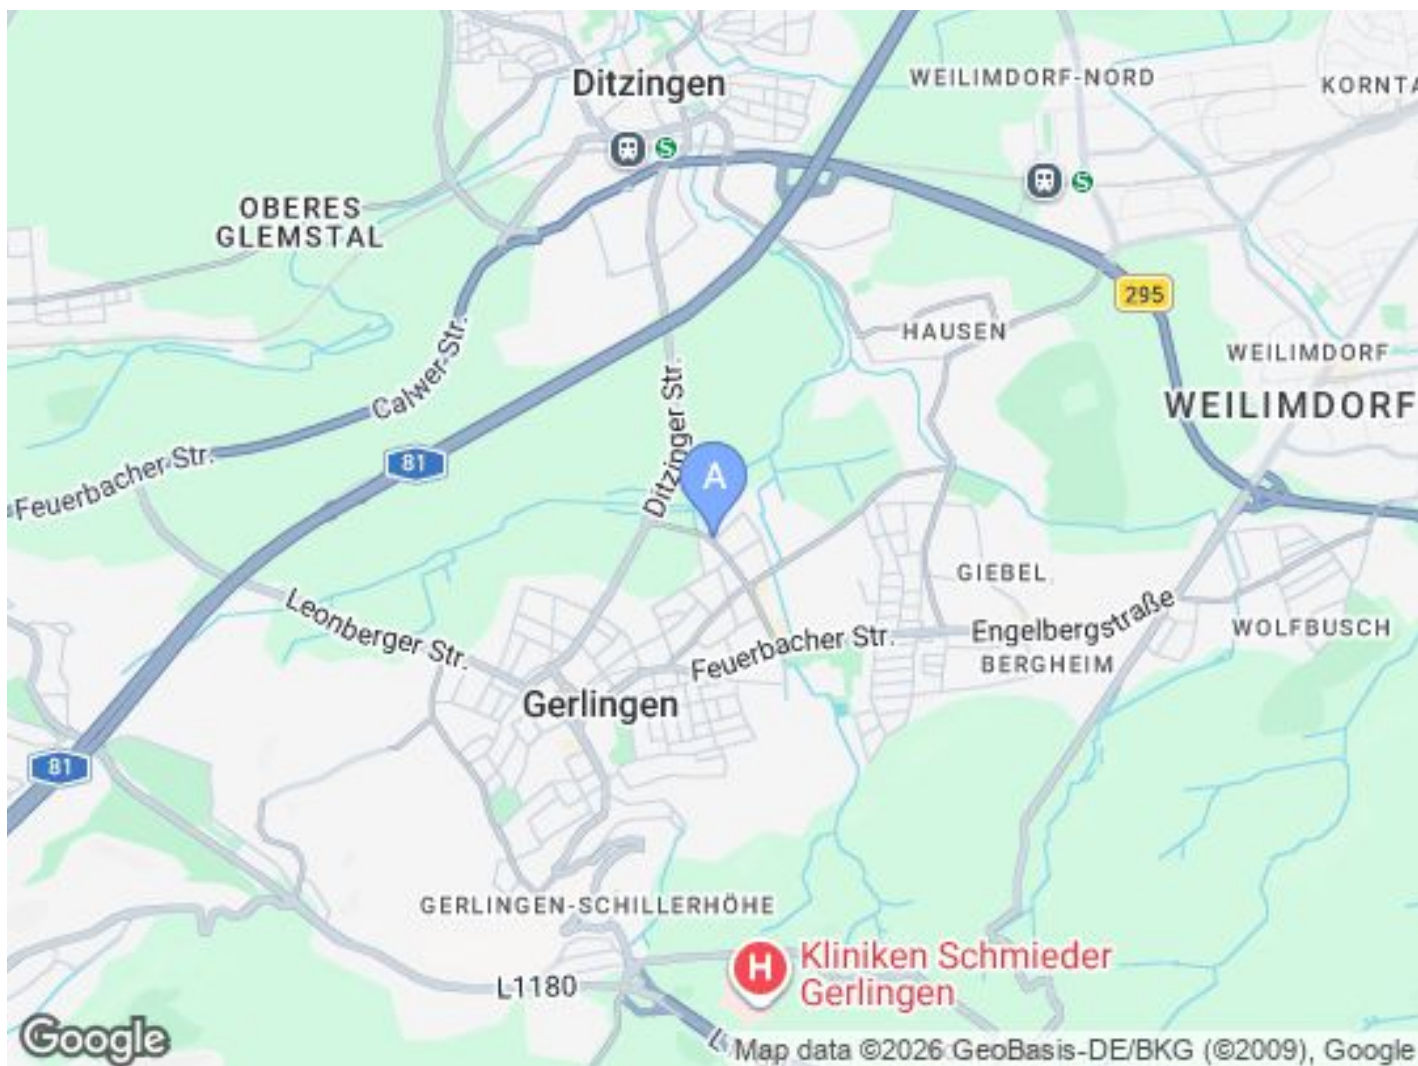 Ditzingen
WEILIMDORF-NORD
KORNTA
S
S
OBERES
GLEMSTAL
295
HAUSEN
WEILIMDORF
WEILIMDORF
Calwer Str.
Ditzinger Str.
Feuerbacher Str.
81
A
GIEBEL
Leonberger Str.
Engelbergstraße
WOLFBUSCH
Feuerbacher Str.
BERGHEIM
Gerlingen
81
GERLINGEN-SCHILLERHÖHE
H
Kliniken Schmieder
Gerlingen
L1180
Google
Map data ©2026 GeoBasis-DE/BKG (©2009), Google